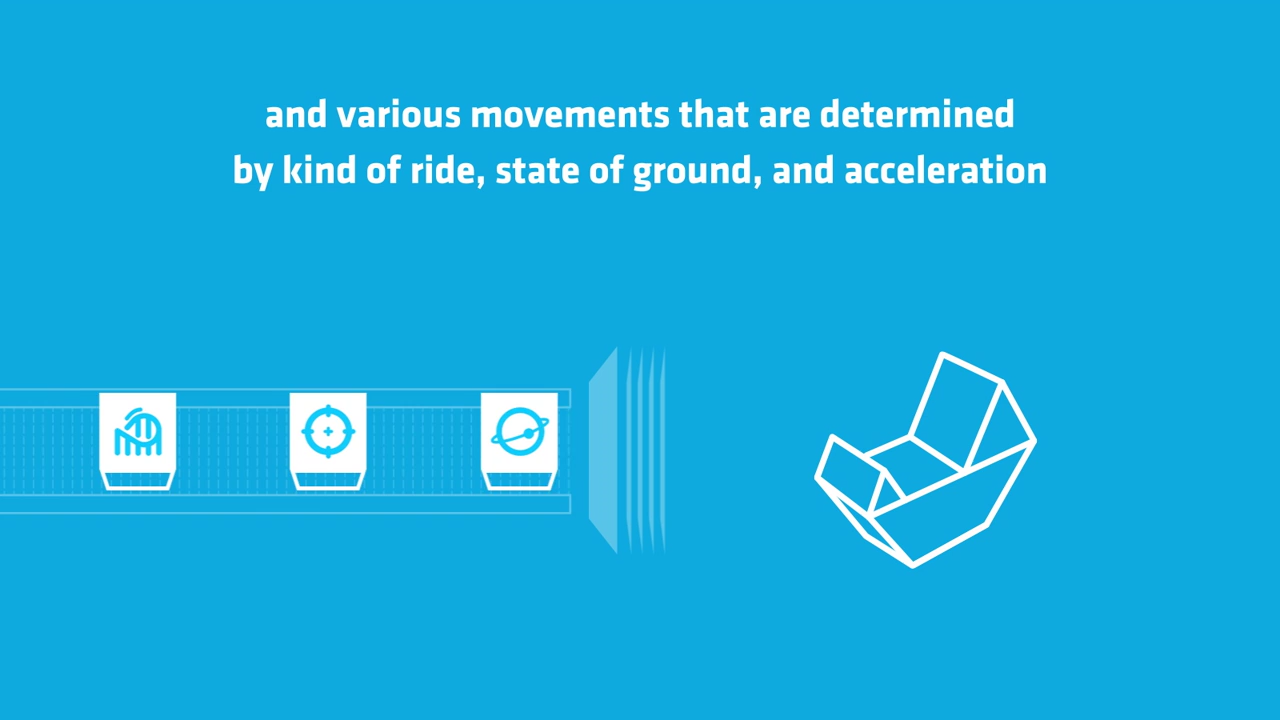 and various movements that are determined
by kind of ride, state of ground, and acceleration